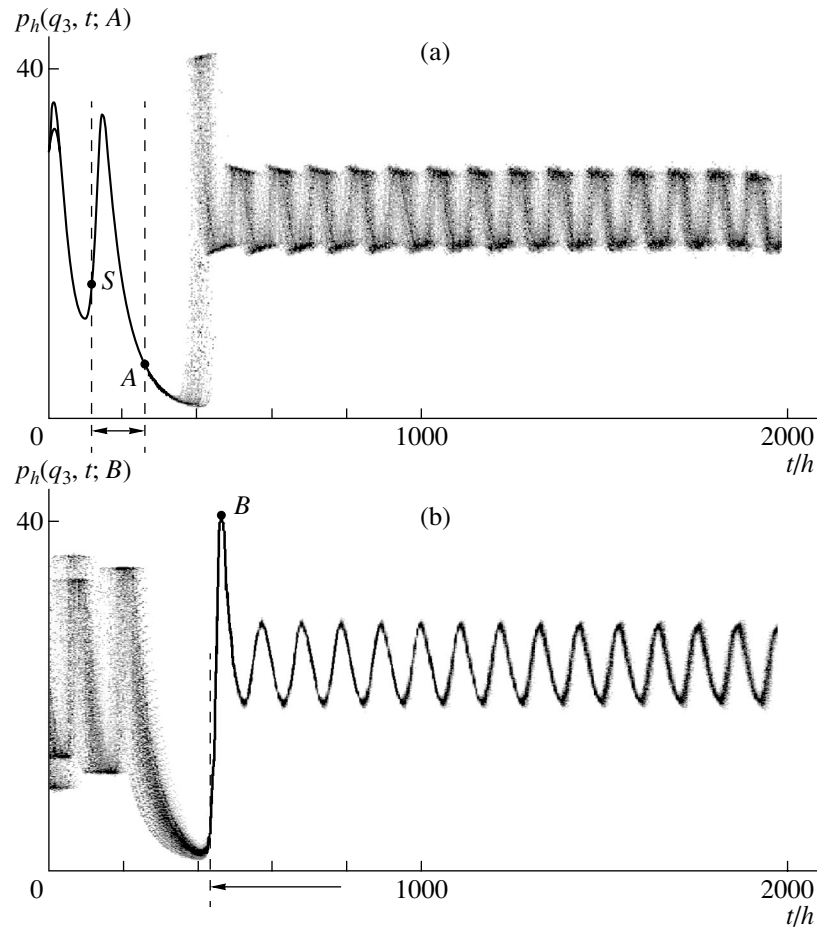 p_h(q_3, t; A)
(a)
40
S
A
0 1000 2000
t/h
p_h(q_3, t; B)
B
40
(b)
0 1000 2000
t/h